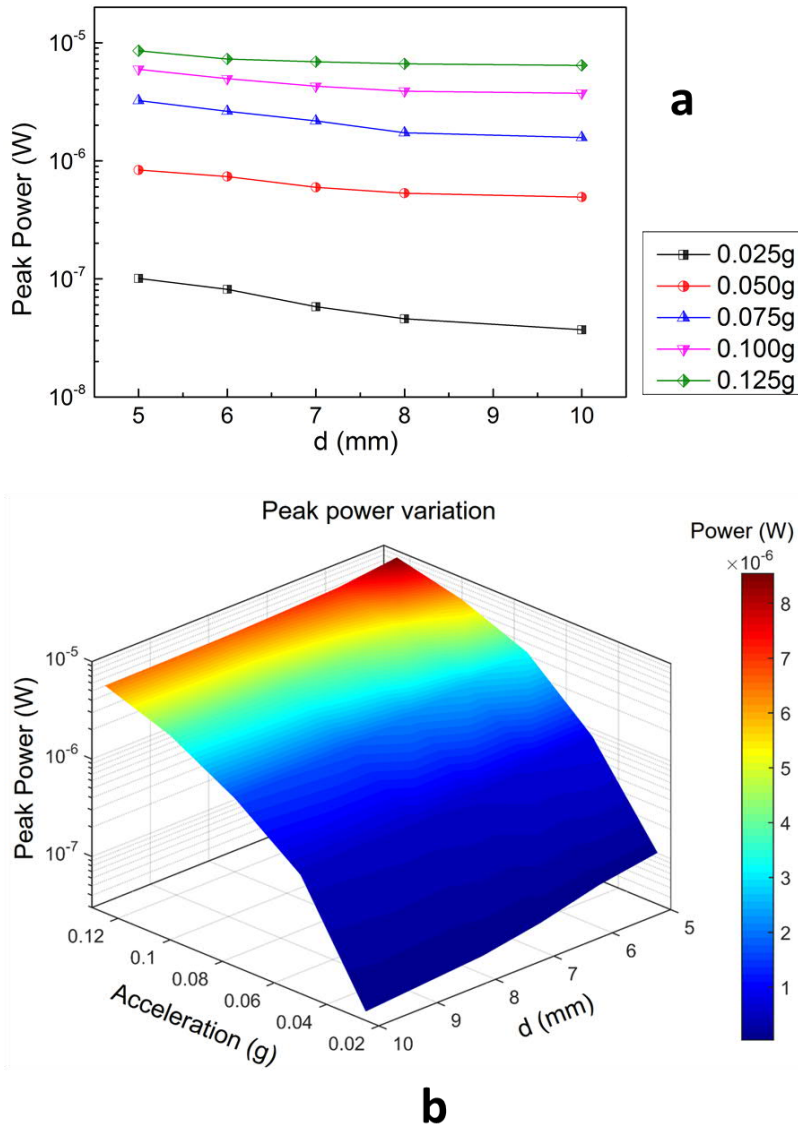 10⁻⁵
10⁻⁶
10⁻⁷
10⁻⁸
Peak Power (W)
5 6 7 8 9 10
d (mm)
a
0.025g
0.050g
0.075g
0.100g
0.125g
Peak power variation
Power (W)
×10⁻⁶
8
7
6
5
4
3
2
1
10⁻⁵
10⁻⁶
10⁻⁷
Peak Power (W)
0.12 0.1 0.08 0.06 0.04 0.02
Acceleration (g)
10 9 8 7 6 5
d (mm)
b